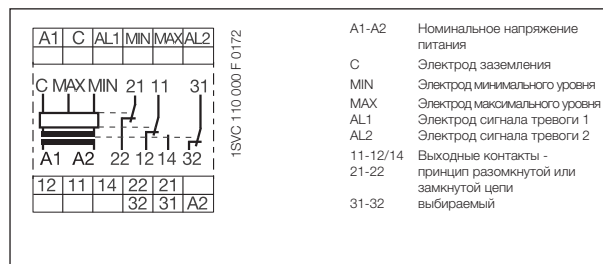 A1 C AL1 MIN MAX AL2
C MAX MIN 21 11 31
A1 A2 22 12 14 32
12 11 14 22 21
32 31 A2
1SVC 110 000 F 0172
A1-A2 Номинальное напряжение
питания
C Электрод заземления
MIN Электрод минимального уровня
MAX Электрод максимального уровня
AL1 Электрод сигнала тревоги 1
AL2 Электрод сигнала тревоги 2
11-12/14 Выходные контакты -
21-22 принцип разомкнутой или
замкнутой цепи
31-32 выбираемый